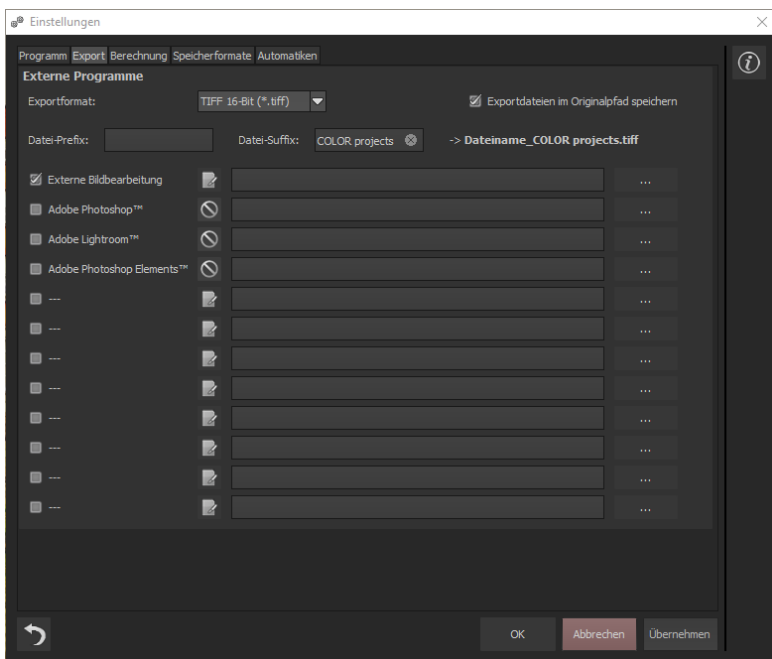 Einstellungen
Programm Export Berechnung Speicherformate Automatiken
Externe Programme
Exportformat: TIFF 16-Bit (*.tiff) Exportdateien im Originalpfad speichern
Datei-Prefix: Datei-Suffix: COLOR projects -> Dateiname_COLOR projects.tiff
Externe Bildbearbeitung ...
Adobe Photoshop™ ...
Adobe Lightroom™ ...
Adobe Photoshop Elements™ ...
--- ...
--- ...
--- ...
--- ...
--- ...
--- ...
--- ...
--- ...
OK Abbrechen Übernehmen